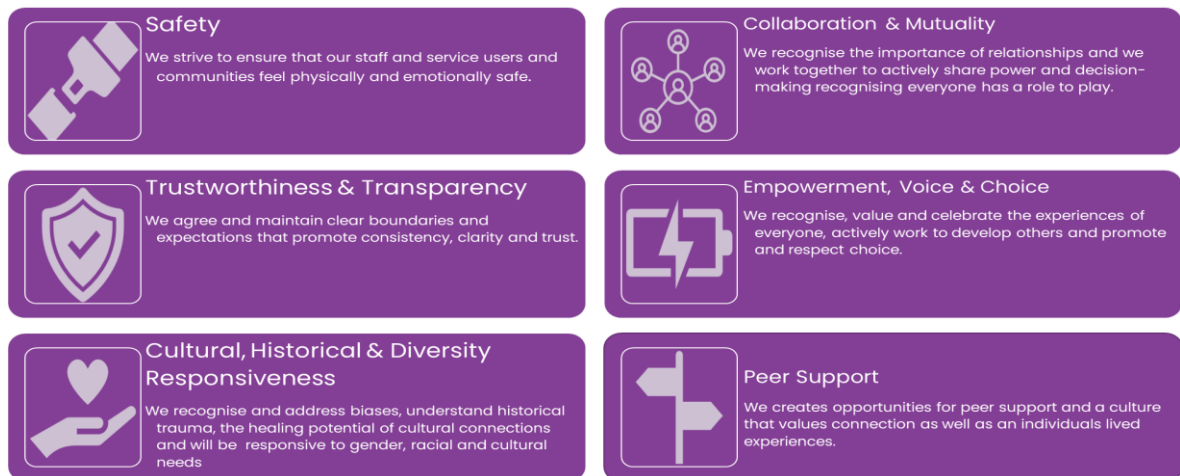 Safety
We strive to ensure that our staff and service users and
communities feel physically and emotionally safe.
Collaboration & Mutuality
We recognise the importance of relationships and we
work together to actively share power and decision-
making recognising everyone has a role to play.
Trustworthiness & Transparency
We agree and maintain clear boundaries and
expectations that promote consistency, clarity and trust.
Empowerment, Voice & Choice
We recognise, value and celebrate the experiences of
everyone, actively work to develop others and promote
and respect choice.
Cultural, Historical & Diversity
Responsiveness
We recognise and address biases, understand historical
trauma, the healing potential of cultural connections
and will be responsive to gender, racial and cultural
needs
Peer Support
We creates opportunities for peer support and a culture
that values connection as well as an individuals lived
experiences.